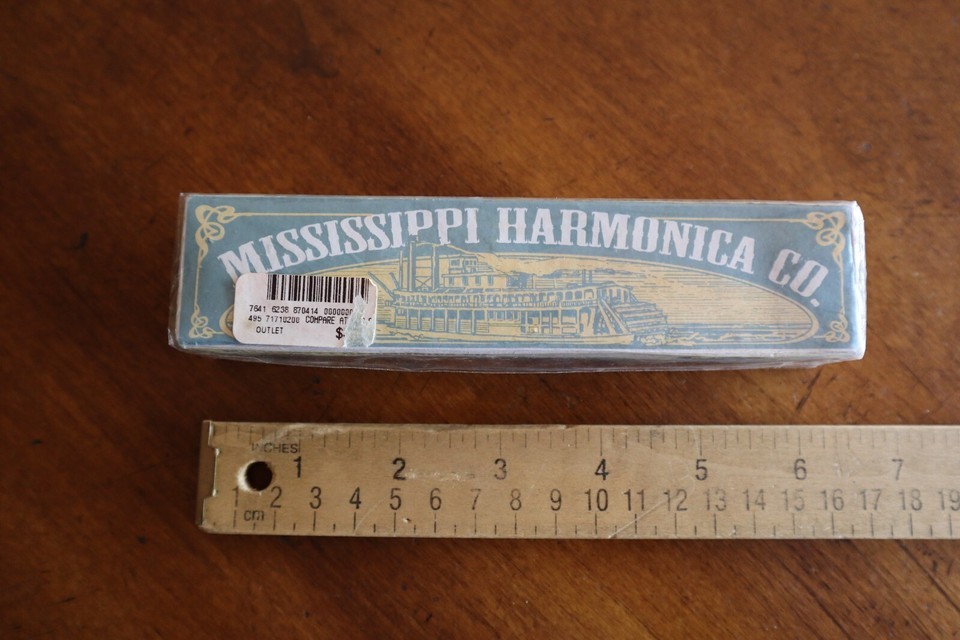 MISSISSIPPI HARMONICA CO.
7641 6238 870414
495 71710200 COMPARE AT
OUTLET $
INCHES
1 2 3 4 5 6 7
1 2 3 4 5 6 7 8 9 10 11 12 13 14 15 16 17 18 19
cm